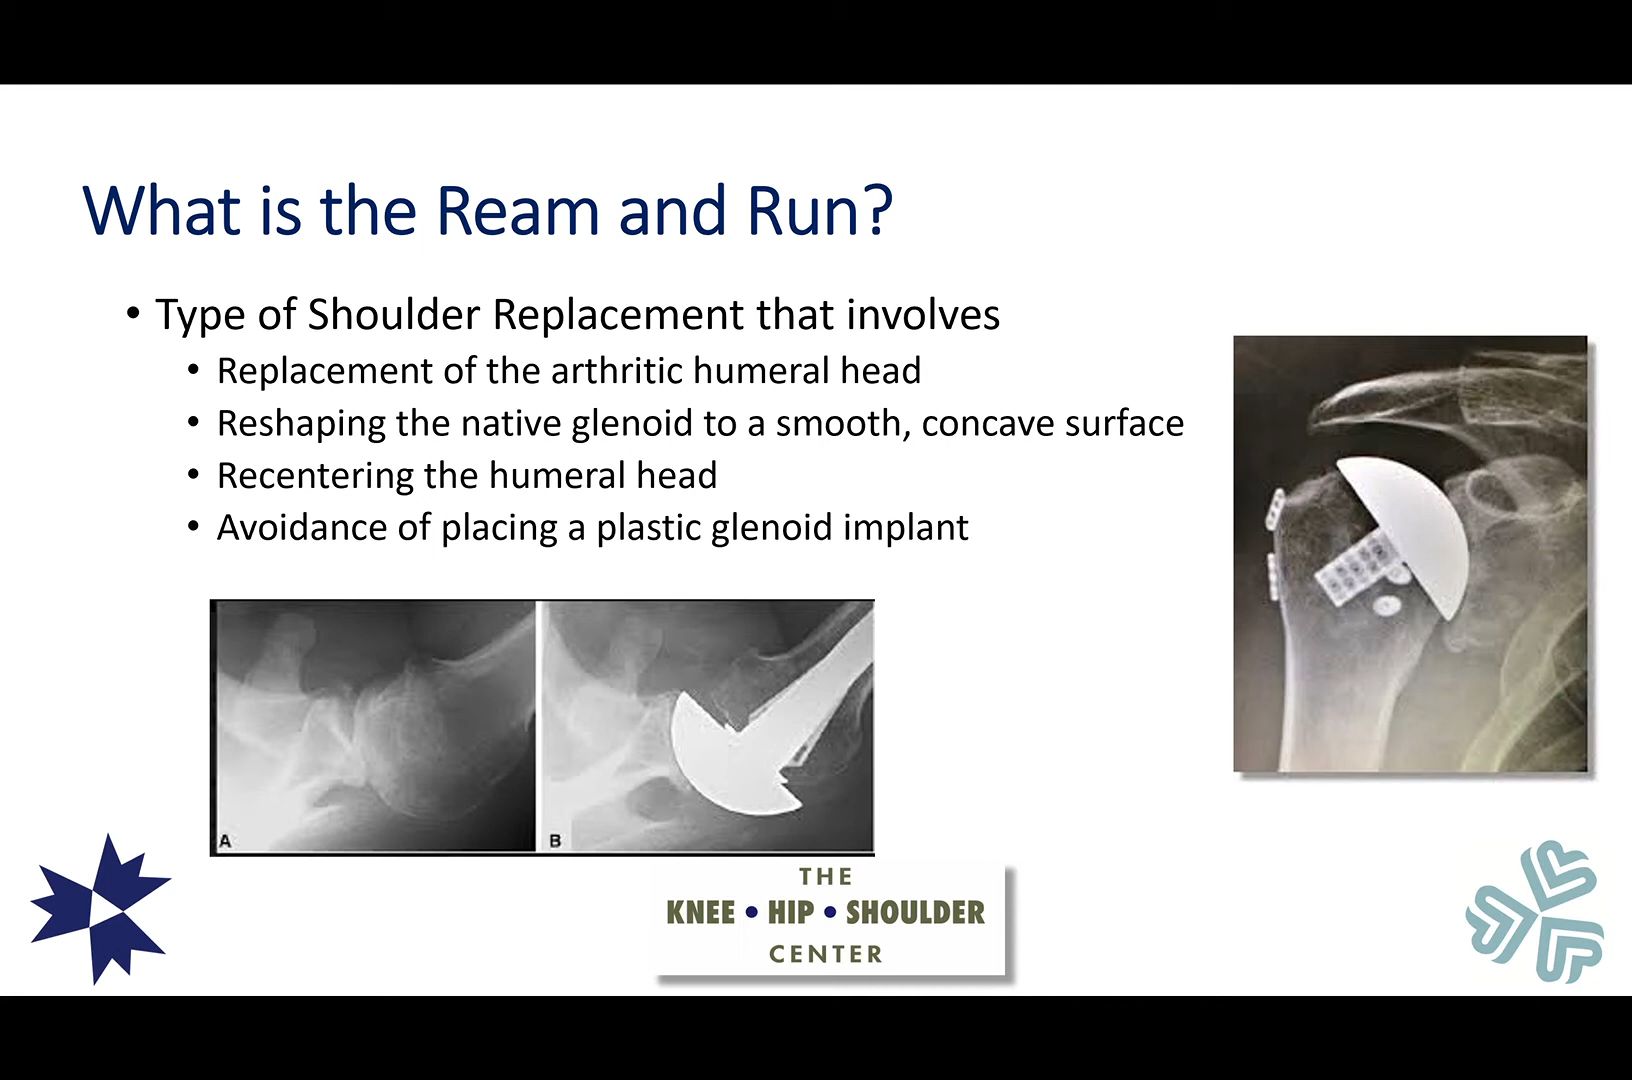 What is the Ream and Run?
• Type of Shoulder Replacement that involves
• Replacement of the arthritic humeral head
• Reshaping the native glenoid to a smooth, concave surface
• Recentering the humeral head
• Avoidance of placing a plastic glenoid implant
A
B
THE
KNEE • HIP • SHOULDER
CENTER